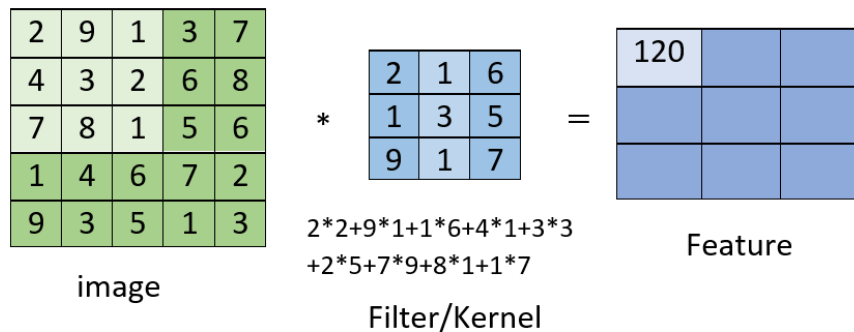 2 9 1 3 7
4 3 2 6 8
7 8 1 5 6
1 4 6 7 2
9 3 5 1 3
image
*
2 1 6
1 3 5
9 1 7
2*2+9*1+1*6+4*1+3*3
+2*5+7*9+8*1+1*7
Filter/Kernel
=
120
Feature